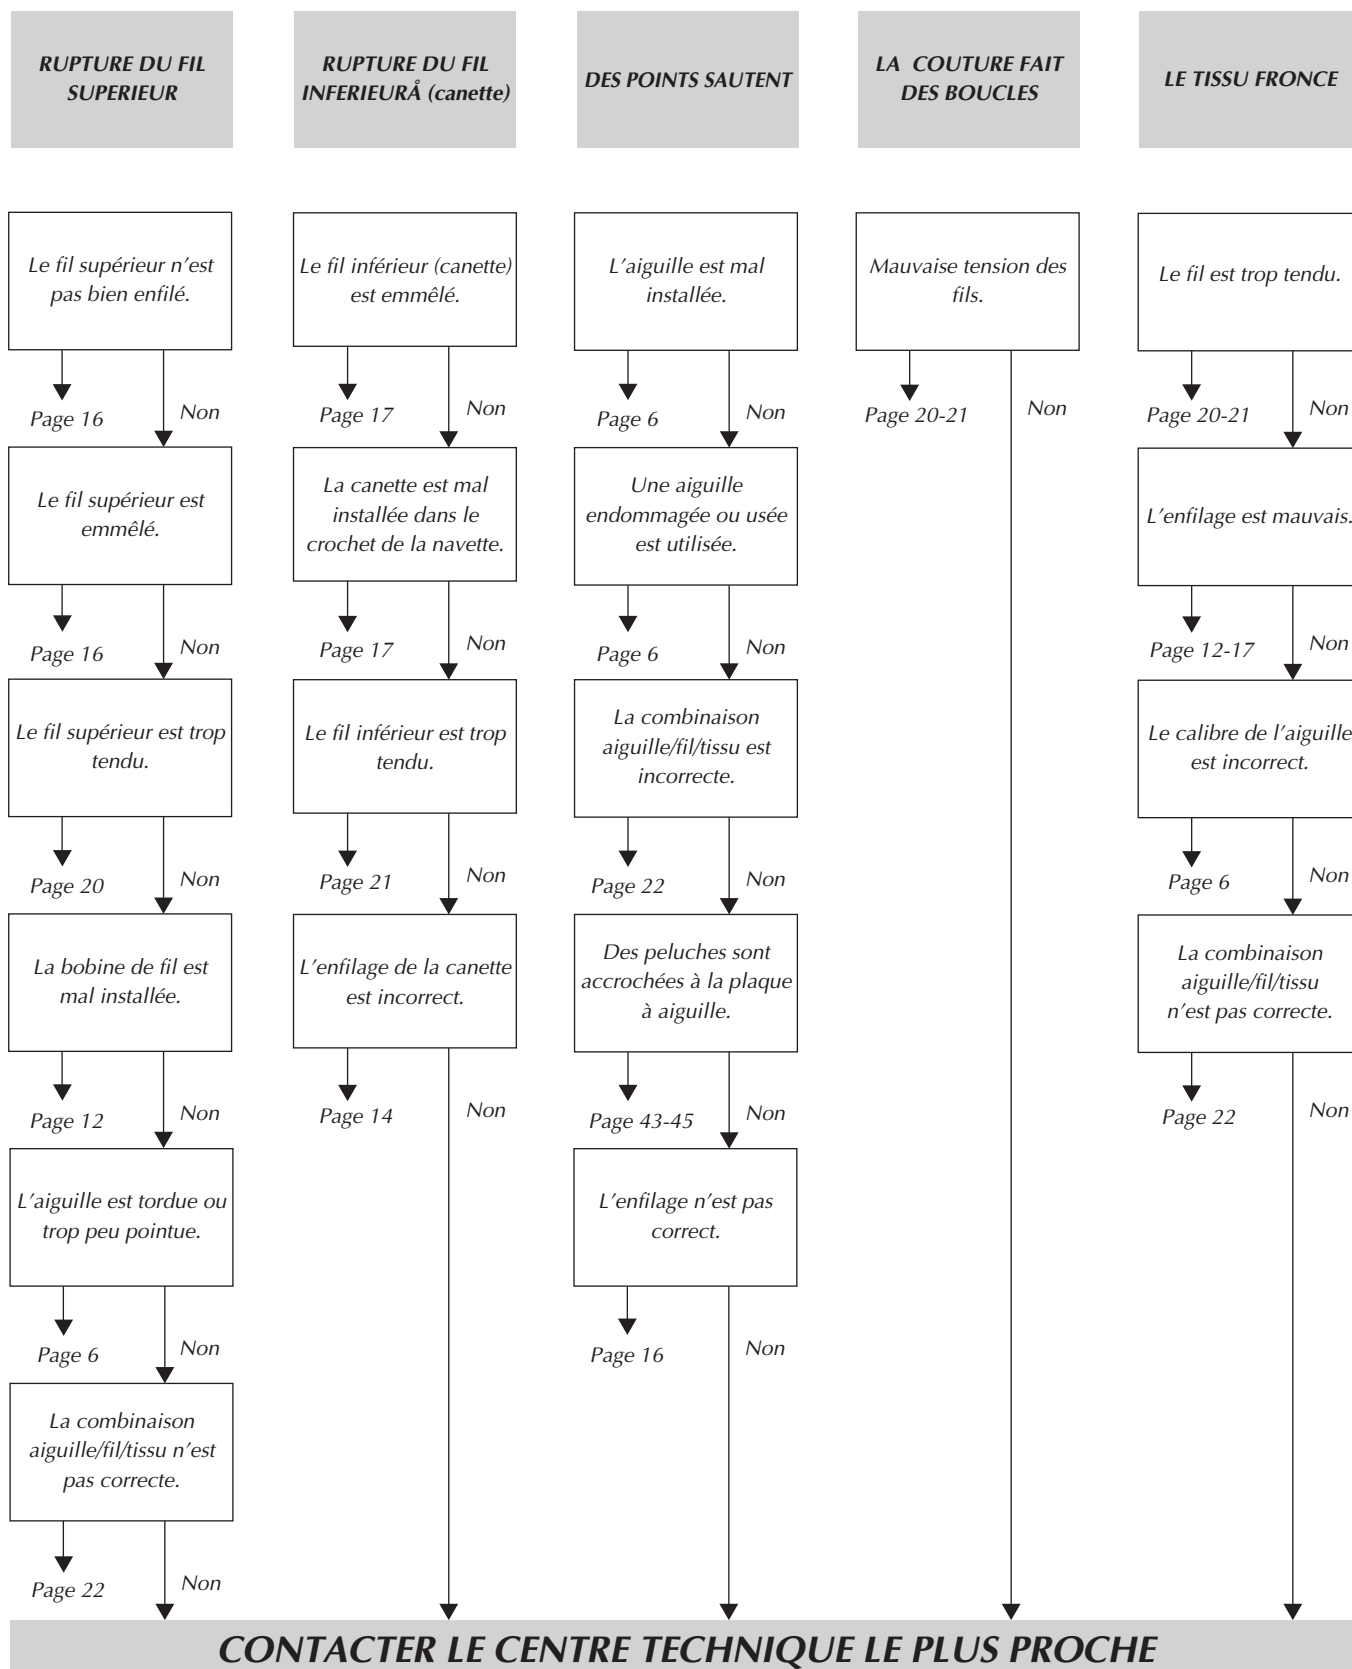 RUPTURE DU FIL
SUPERIEUR
RUPTURE DU FIL
INFERIEURÅ (canette)
DES POINTS SAUTENT
LA COUTURE FAIT
DES BOUCLES
LE TISSU FRONCE
Le fil supérieur n'est
pas bien enfilé.
Page 16
Non
Le fil supérieur est
emmêlé.
Page 16
Non
Le fil supérieur est trop
tendu.
Page 20
Non
La bobine de fil est
mal installée.
Page 12
Non
L'aiguille est tordue ou
trop peu pointue.
Page 6
Non
La combinaison
aiguille/fil/tissu n'est
pas correcte.
Page 22
Non
Le fil inférieur (canette)
est emmêlé.
Page 17
Non
La canette est mal
installée dans le
crochet de la navette.
Page 17
Non
Le fil inférieur est trop
tendu.
Page 21
Non
L'enfilage de la canette
est incorrect.
Page 14
Non
L'aiguille est mal
installée.
Page 6
Non
Une aiguille
endommagée ou usée
est utilisée.
Page 6
Non
La combinaison
aiguille/fil/tissu est
incorrecte.
Page 22
Non
Des peluches sont
accrochées à la plaque
à aiguille.
Page 43-45
Non
L'enfilage n'est pas
correct.
Page 16
Non
Mauvaise tension des
fils.
Page 20-21
Non
Le fil est trop tendu.
Page 20-21
Non
L'enfilage est mauvais.
Page 12-17
Non
Le calibre de l'aiguille
est incorrect.
Page 6
Non
La combinaison
aiguille/fil/tissu
n'est pas correcte.
Page 22
Non
CONTACTER LE CENTRE TECHNIQUE LE PLUS PROCHE